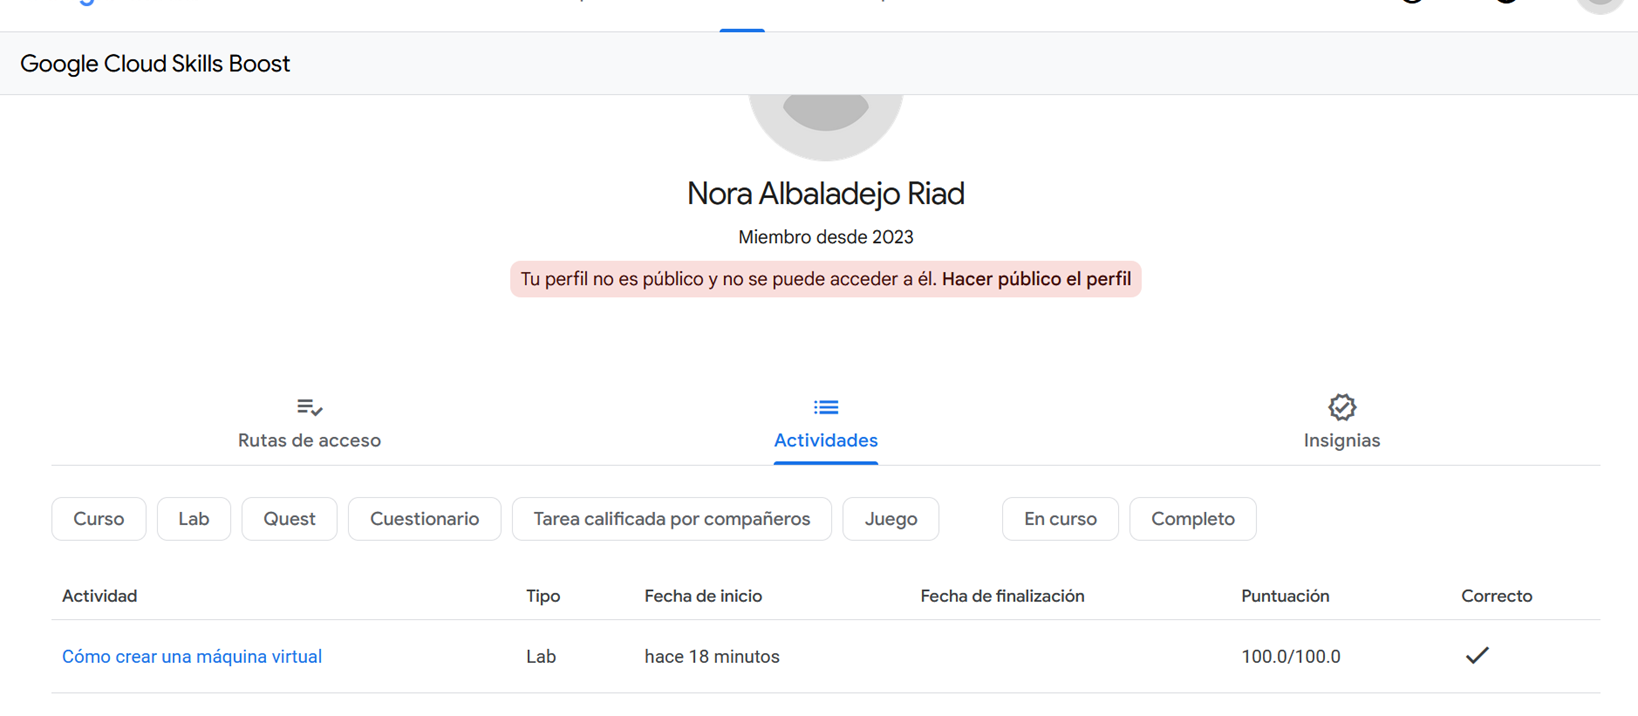 Google Cloud Skills Boost
Nora Albaladejo Riad
Miembro desde 2023
Tu perfil no es público y no se puede acceder a él. Hacer público el perfil
Rutas de acceso
Actividades
Insignias
Curso
Lab
Quest
Cuestionario
Tarea calificada por compañeros
Juego
En curso
Completo
Actividad Tipo Fecha de inicio Fecha de finalización Puntuación Correcto
Cómo crear una máquina virtual Lab hace 18 minutos 100.0/100.0